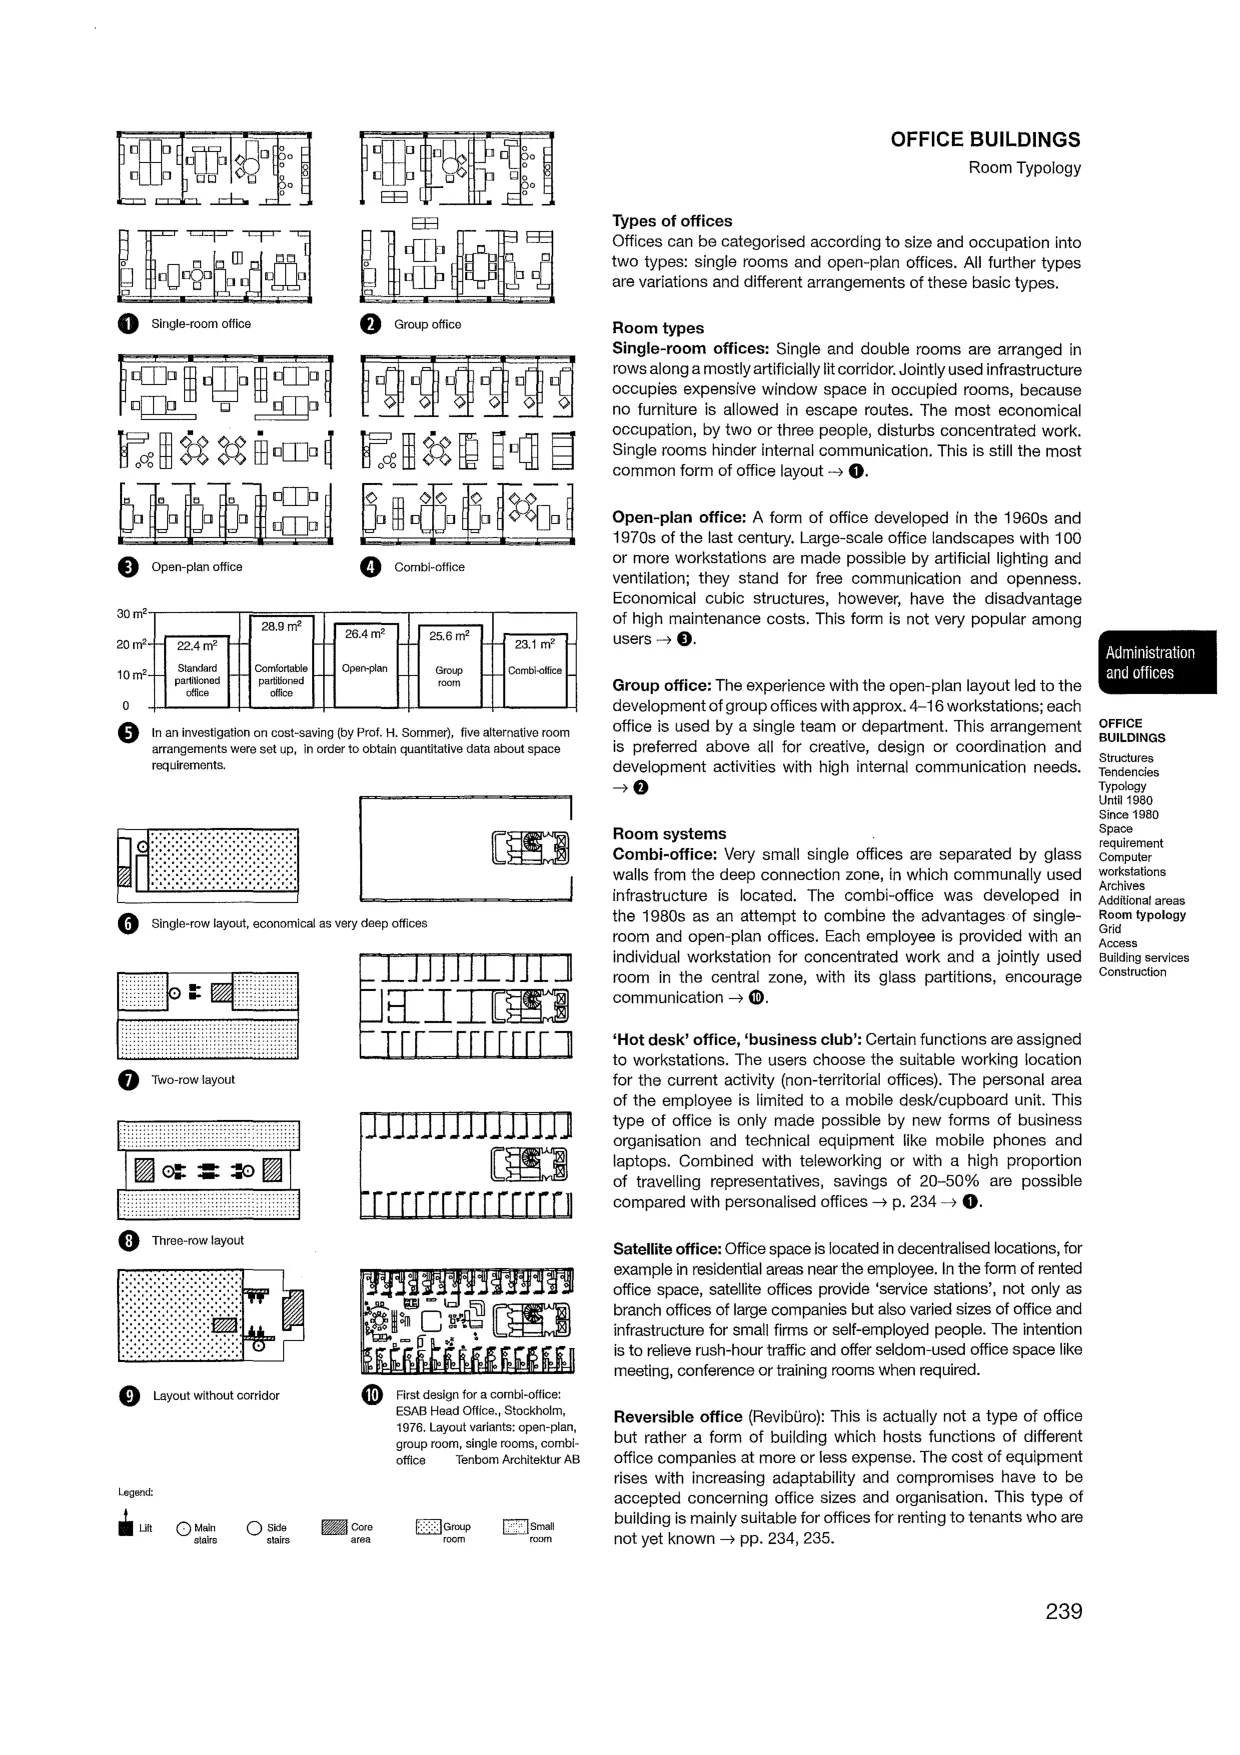 OFFICE BUILDINGS
Room Typology
❶ Single-room office
❷ Group office
❸ Open-plan office
❹ Combi-office
30 m²
20 m²
10 m²
0
22.4 m²
Standard
partitioned
office
28.9 m²
Comfortable
partitioned
office
26.4 m²
Open-plan
25.6 m²
Group
room
23.1 m²
Combi-office
❺ In an investigation on cost-saving (by Prof. H. Sommer), five alternative room
arrangements were set up, in order to obtain quantitative data about space
requirements.
❻ Single-row layout, economical as very deep offices
❼ Two-row layout
❽ Three-row layout
❾ Layout without corridor
❿ First design for a combi-office:
ESAB Head Office., Stockholm,
1976. Layout variants: open-plan,
group room, single rooms, combi-
office Tenbom Architektur AB
Legend:
Lift
Main
stairs
Side
stairs
Core
area
Group
room
Small
room
Types of offices
Offices can be categorised according to size and occupation into
two types: single rooms and open-plan offices. All further types
are variations and different arrangements of these basic types.
Room types
Single-room offices: Single and double rooms are arranged in
rows along a mostly artificially lit corridor. Jointly used infrastructure
occupies expensive window space in occupied rooms, because
no furniture is allowed in escape routes. The most economical
occupation, by two or three people, disturbs concentrated work.
Single rooms hinder internal communication. This is still the most
common form of office layout → ❶.
Open-plan office: A form of office developed in the 1960s and
1970s of the last century. Large-scale office landscapes with 100
or more workstations are made possible by artificial lighting and
ventilation; they stand for free communication and openness.
Economical cubic structures, however, have the disadvantage
of high maintenance costs. This form is not very popular among
users → ❸.
Group office: The experience with the open-plan layout led to the
development of group offices with approx. 4–16 workstations; each
office is used by a single team or department. This arrangement
is preferred above all for creative, design or coordination and
development activities with high internal communication needs.
→ ❷
Room systems
Combi-office: Very small single offices are separated by glass
walls from the deep connection zone, in which communally used
infrastructure is located. The combi-office was developed in
the 1980s as an attempt to combine the advantages of single-
room and open-plan offices. Each employee is provided with an
individual workstation for concentrated work and a jointly used
room in the central zone, with its glass partitions, encourage
communication → ❿.
‘Hot desk’ office, ‘business club’: Certain functions are assigned
to workstations. The users choose the suitable working location
for the current activity (non-territorial offices). The personal area
of the employee is limited to a mobile desk/cupboard unit. This
type of office is only made possible by new forms of business
organisation and technical equipment like mobile phones and
laptops. Combined with teleworking or with a high proportion
of travelling representatives, savings of 20–50% are possible
compared with personalised offices → p. 234 → ❶.
Satellite office: Office space is located in decentralised locations, for
example in residential areas near the employee. In the form of rented
office space, satellite offices provide ‘service stations’, not only as
branch offices of large companies but also varied sizes of office and
infrastructure for small firms or self-employed people. The intention
is to relieve rush-hour traffic and offer seldom-used office space like
meeting, conference or training rooms when required.
Reversible office (Revibüro): This is actually not a type of office
but rather a form of building which hosts functions of different
office companies at more or less expense. The cost of equipment
rises with increasing adaptability and compromises have to be
accepted concerning office sizes and organisation. This type of
building is mainly suitable for offices for renting to tenants who are
not yet known → pp. 234, 235.
Administration
and offices
OFFICE
BUILDINGS
Structures
Tendencies
Typology
Until 1980
Since 1980
Space
requirement
Computer
workstations
Archives
Additional areas
Room typology
Grid
Access
Building services
Construction
239